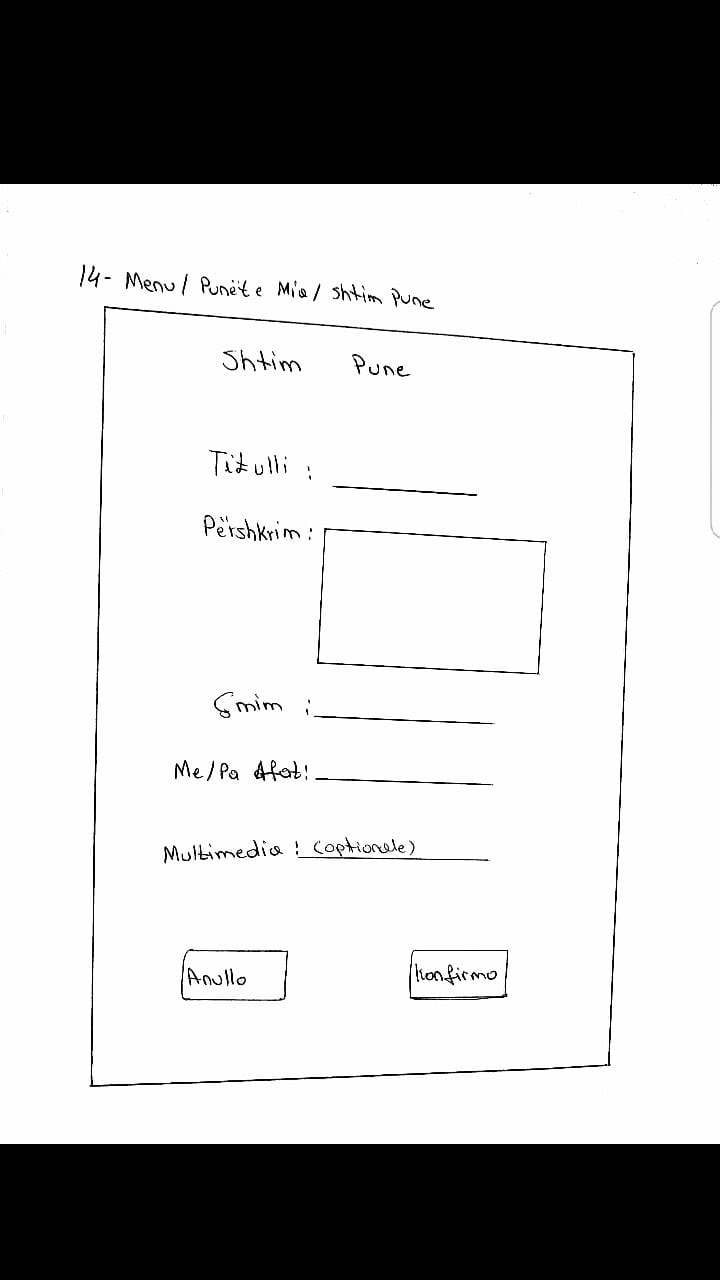 14- Menu / Punët e Mia / Shtim Pune
Shtim Pune
Titulli :
Përshkrim :
Çmim :
Me/Pa Afat :
Multimedia : (optionale)
Anullo
Konfirmo